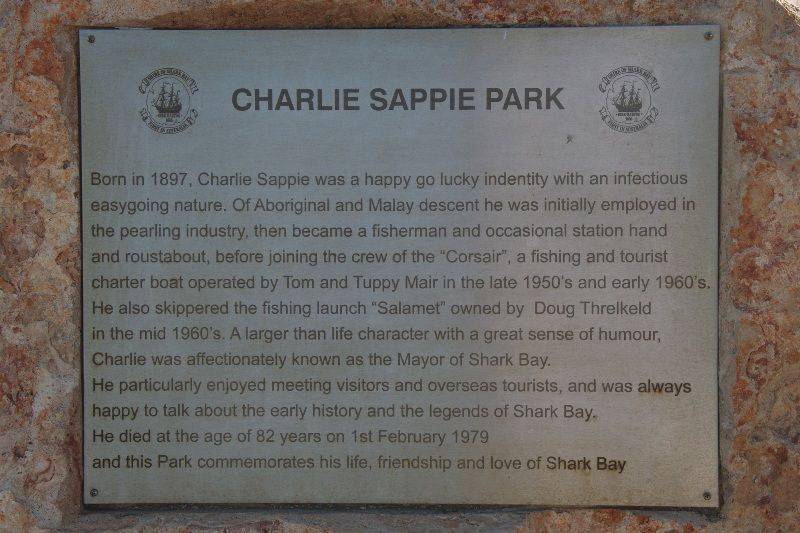 CHARLIE SAPPIE PARK
Born in 1897, Charlie Sappie was a happy go lucky indentity with an infectious
easygoing nature. Of Aboriginal and Malay descent he was initially employed in
the pearling industry, then became a fisherman and occasional station hand
and roustabout, before joining the crew of the “Corsair”, a fishing and tourist
charter boat operated by Tom and Tuppy Mair in the late 1950’s and early 1960’s.
He also skippered the fishing launch “Salamet” owned by Doug Threlkeld
in the mid 1960’s. A larger than life character with a great sense of humour,
Charlie was affectionately known as the Mayor of Shark Bay.
He particularly enjoyed meeting visitors and overseas tourists, and was always
happy to talk about the early history and the legends of Shark Bay.
He died at the age of 82 years on 1st February 1979
and this Park commemorates his life, friendship and love of Shark Bay